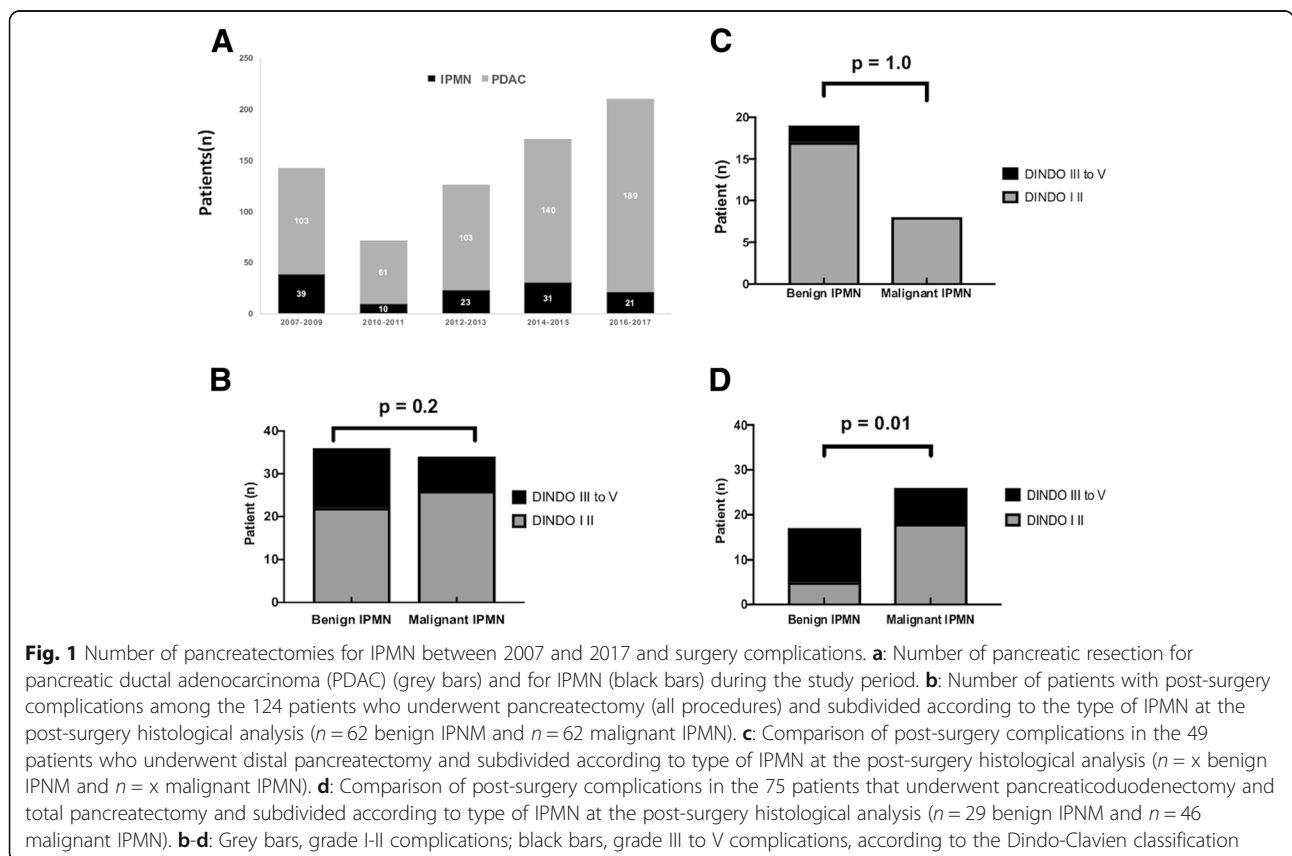 A
250
200
150
100
50
0
Patients(n)
IPMN PDAC
103
39
61
10
103
23
140
31
189
21
2007-2009 2010-2011 2012-2013 2014-2015 2016-2017
C
p = 1.0
20
15
10
5
0
Patient (n)
DINDO III to V
DINDO I II
Benign IPMN Malignant IPMN
B
p = 0.2
40
30
20
10
0
Patient (n)
DINDO III to V
DINDO I II
Benign IPMN Malignant IPMN
D
p = 0.01
40
30
20
10
0
Patient (n)
DINDO III to V
DINDO I II
Benign IPMN Malignant IPMN
Fig. 1 Number of pancreatectomies for IPMN between 2007 and 2017 and surgery complications. a: Number of pancreatic resection for
pancreatic ductal adenocarcinoma (PDAC) (grey bars) and for IPMN (black bars) during the study period. b: Number of patients with post-surgery
complications among the 124 patients who underwent pancreatectomy (all procedures) and subdivided according to the type of IPMN at the
post-surgery histological analysis (n = 62 benign IPNM and n = 62 malignant IPMN). c: Comparison of post-surgery complications in the 49
patients who underwent distal pancreatectomy and subdivided according to type of IPMN at the post-surgery histological analysis (n = x benign
IPNM and n = x malignant IPMN). d: Comparison of post-surgery complications in the 75 patients that underwent pancreaticoduodenectomy and
total pancreatectomy and subdivided according to type of IPMN at the post-surgery histological analysis (n = 29 benign IPNM and n = 46
malignant IPMN). b-d: Grey bars, grade I-II complications; black bars, grade III to V complications, according to the Dindo-Clavien classification